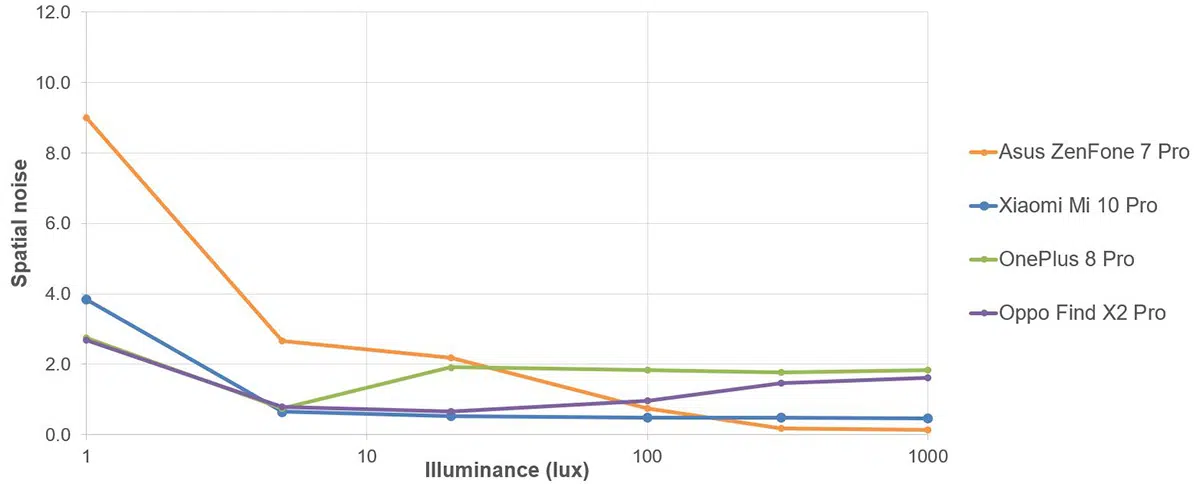 12.0
10.0
8.0
6.0
4.0
2.0
0.0
Spatial noise
1
10
100
1000
Illuminance (lux)
Asus ZenFone 7 Pro
Xiaomi Mi 10 Pro
OnePlus 8 Pro
Oppo Find X2 Pro